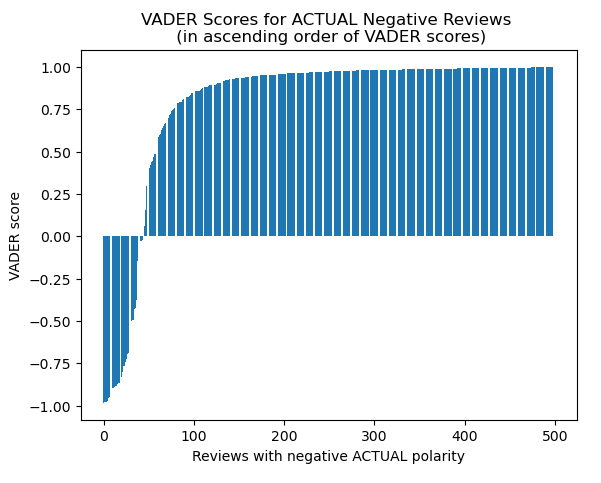 VADER Scores for ACTUAL Negative Reviews
(in ascending order of VADER scores)
1.00
0.75
0.50
0.25
0.00
−0.25
−0.50
−0.75
−1.00
VADER score
0 100 200 300 400 500
Reviews with negative ACTUAL polarity